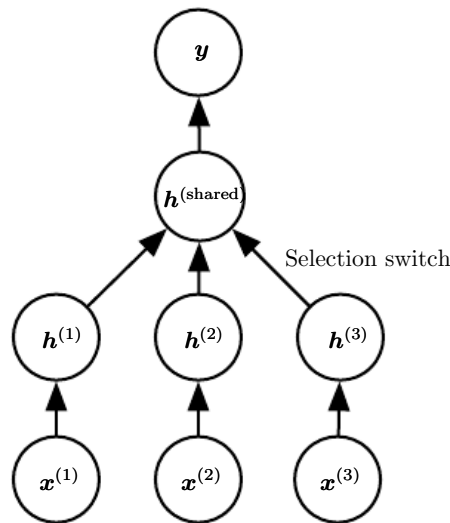 y
h^(shared)
Selection switch
h^(1) h^(2) h^(3)
x^(1) x^(2) x^(3)